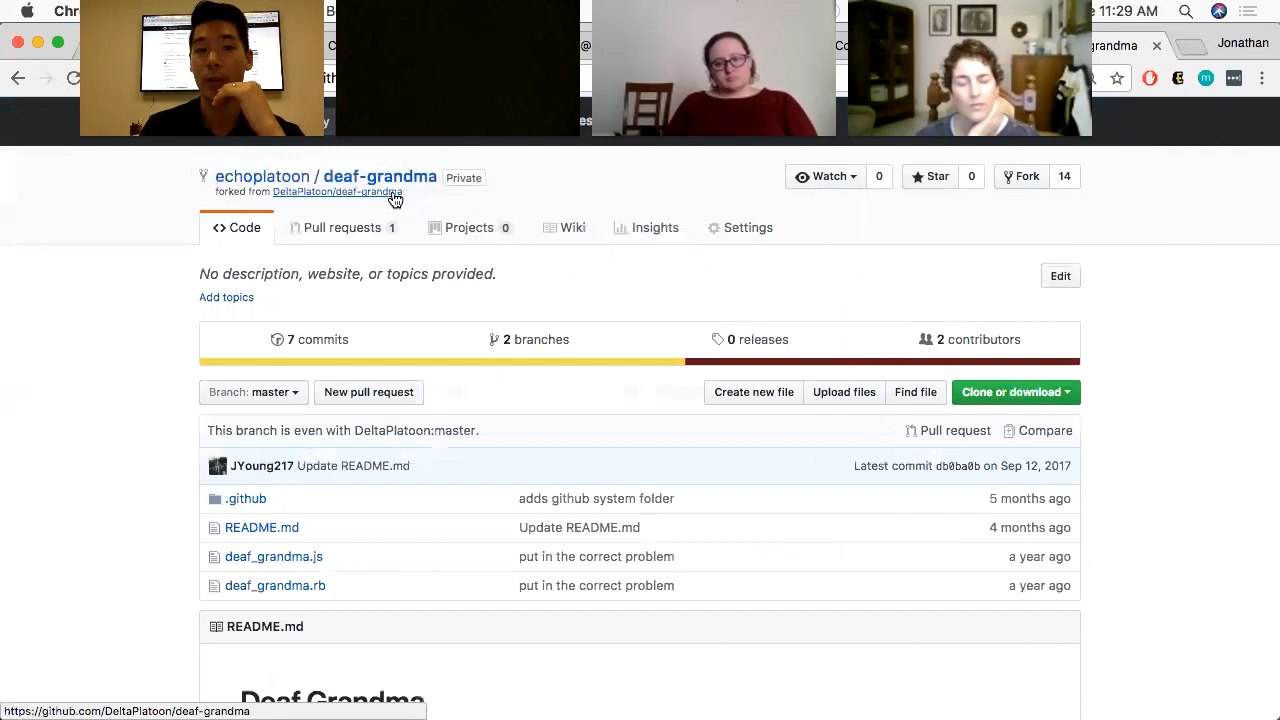 Chr
B
e 11:29 AM
@
Jonathan
y
es
echoplatoon / deaf-grandma Private
forked from DeltaPlatoon/deaf-grandma
Watch 0 Star 0 Fork 14
Code Pull requests 1 Projects 0 Wiki Insights Settings
No description, website, or topics provided. Edit
Add topics
7 commits 2 branches 0 releases 2 contributors
Branch: master New pull request Create new file Upload files Find file Clone or download
This branch is even with DeltaPlatoon:master. Pull request Compare
JYoung217 Update README.md Latest commit db0ba0b on Sep 12, 2017
.github adds github system folder 5 months ago
README.md Update README.md 4 months ago
deaf_grandma.js put in the correct problem a year ago
deaf_grandma.rb put in the correct problem a year ago
README.md
Deaf Grandma
https://github.com/DeltaPlatoon/deaf-grandma